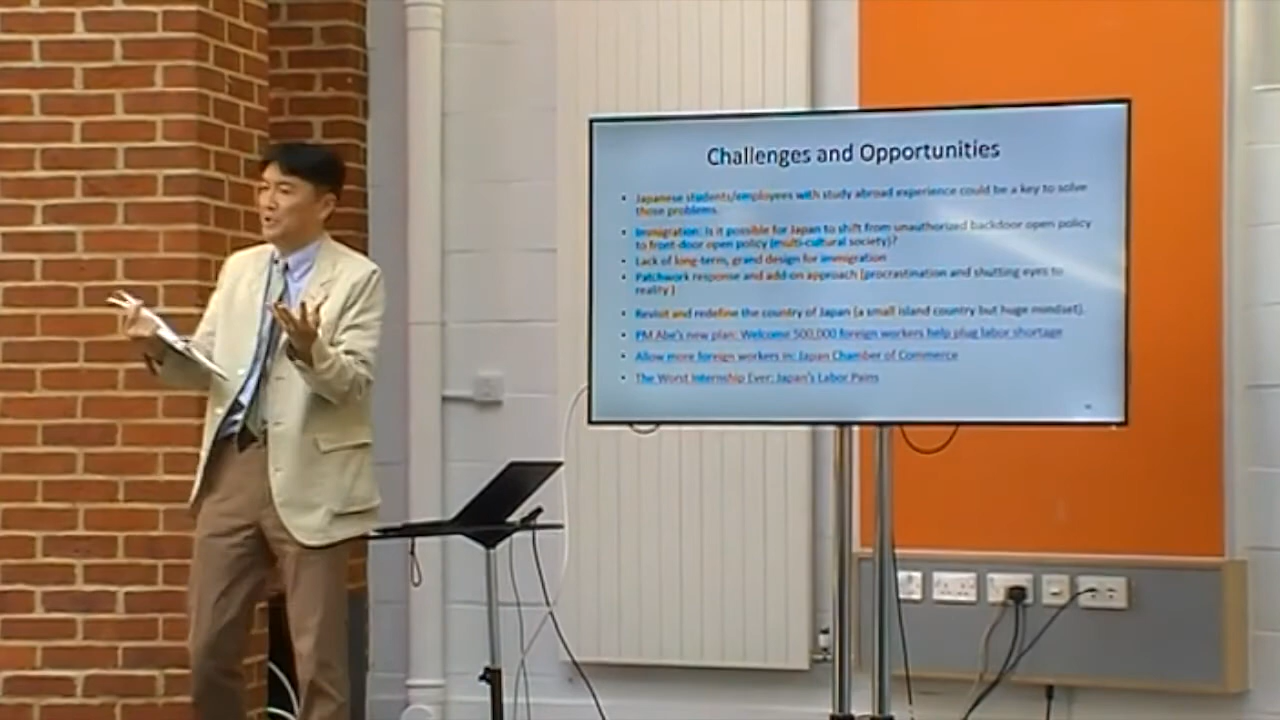 Challenges and Opportunities
• Japanese students/employees with study abroad experience could be a key to solve
those problems.
• Immigration: Is it possible for Japan to shift from unauthorized backdoor open policy
to front-door open policy (multi-cultural society)?
• Lack of long-term, grand design for immigration
• Patchwork response and add on approach (procrastination and shutting eyes to
reality)
• Revisit and redefine the country of Japan (a small island country but huge mindset).
• PM Abe's new plan: Welcome 500,000 foreign workers help plug labor shortage
• Allow more foreign workers in: Japan Chamber of Commerce
• The Worst Internship Ever: Japan's Labor Pains